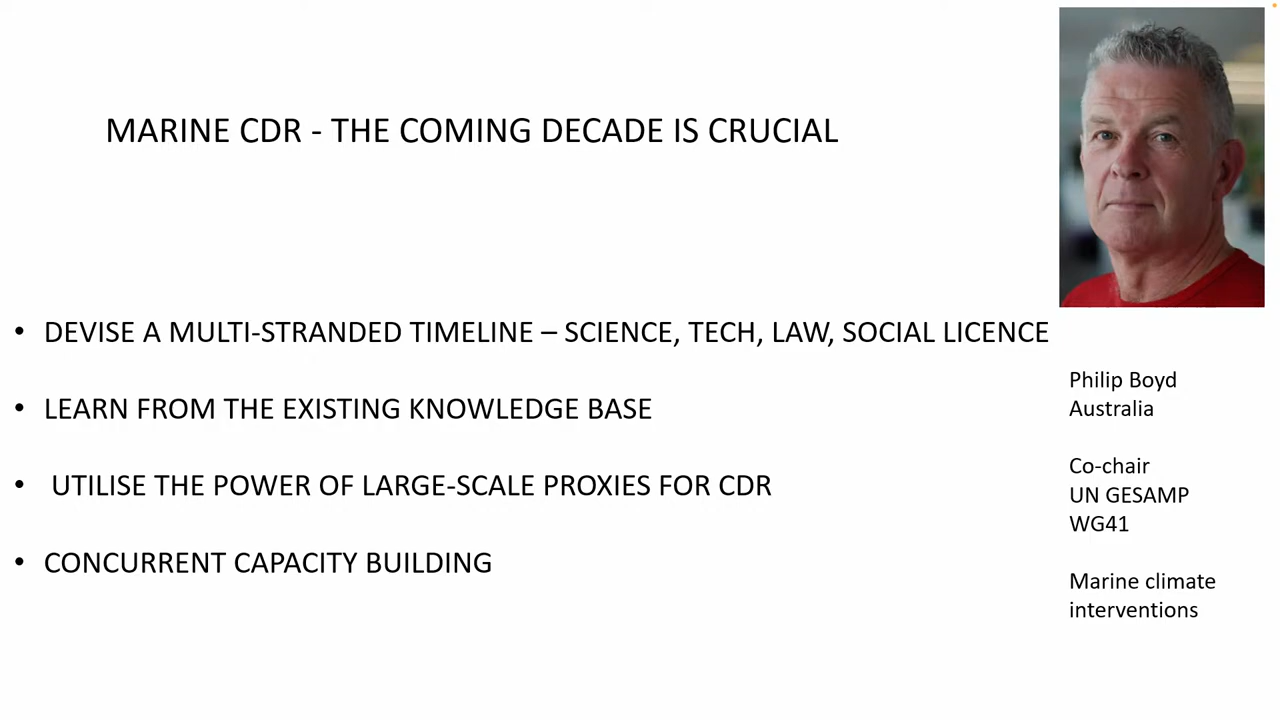 MARINE CDR - THE COMING DECADE IS CRUCIAL
• DEVISE A MULTI-STRANDED TIMELINE – SCIENCE, TECH, LAW, SOCIAL LICENCE
• LEARN FROM THE EXISTING KNOWLEDGE BASE
• UTILISE THE POWER OF LARGE-SCALE PROXIES FOR CDR
• CONCURRENT CAPACITY BUILDING
Philip Boyd
Australia
Co-chair
UN GESAMP
WG41
Marine climate
interventions